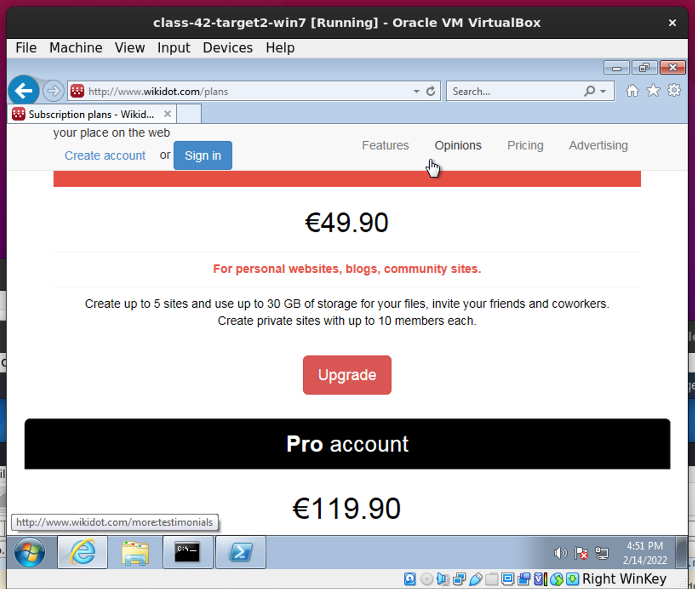 class-42-target2-win7 [Running] - Oracle VM VirtualBox
File Machine View Input Devices Help
http://www.wikidot.com/plans
Search...
Subscription plans - Wikid...
your place on the web
Create account or Sign in
Features Opinions Pricing Advertising
€49.90
For personal websites, blogs, community sites.
Create up to 5 sites and use up to 30 GB of storage for your files, invite your friends and coworkers.
Create private sites with up to 10 members each.
Upgrade
Pro account
€119.90
http://www.wikidot.com/more:testimonials
4:51 PM
2/14/2022
Right WinKey